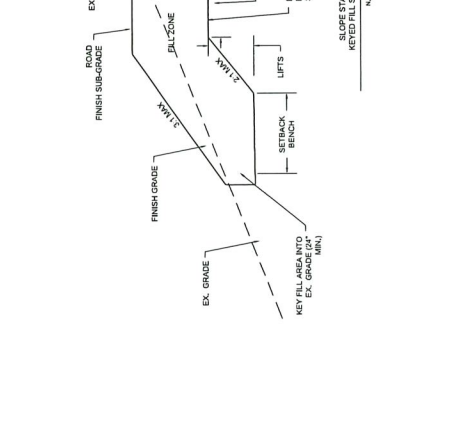 ROAD
FINISH SUB-GRADE
EX
FILL ZONE
3:1 MAX
2:1 MAX
LIFTS
SETBACK
BENCH
FINISH GRADE
EX. GRADE
KEY FILL AREA INTO
EX. GRADE (24"
MIN.)
SLOPE STA
KEYED FILL S
N.